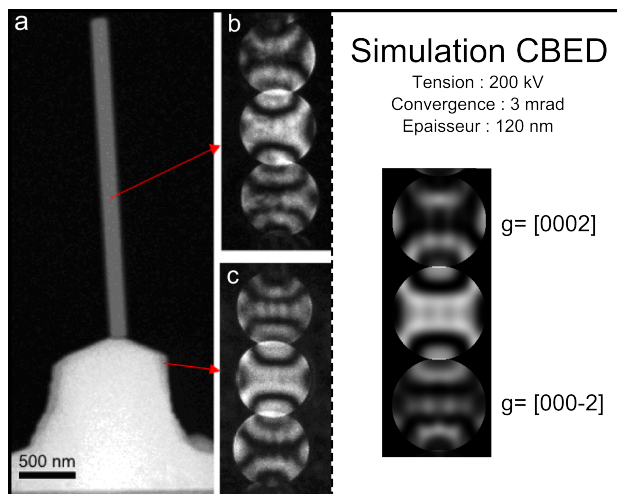 a
b
c
500 nm
Simulation CBED
Tension : 200 kV
Convergence : 3 mrad
Epaisseur : 120 nm
g= [0002]
g= [000-2]